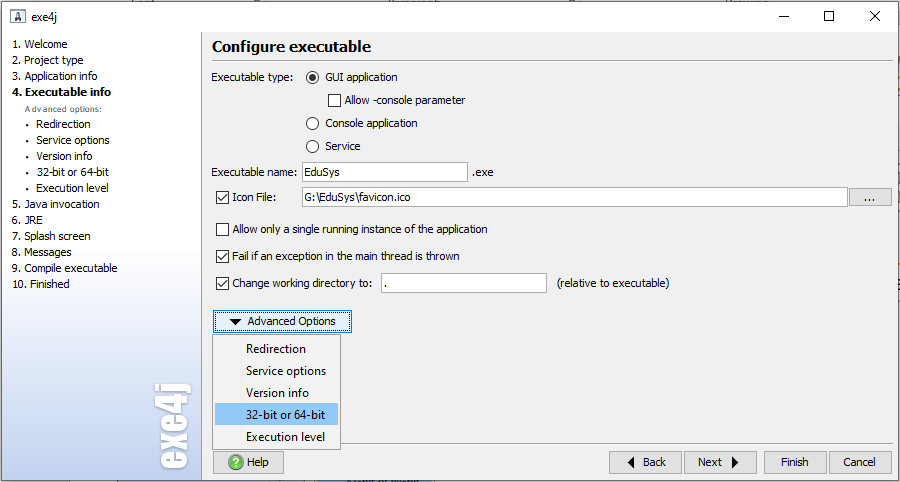 exe4j
1. Welcome
2. Project type
3. Application info
4. Executable info
Advanced options:
• Redirection
• Service options
• Version info
• 32-bit or 64-bit
• Execution level
5. Java invocation
6. JRE
7. Splash screen
8. Messages
9. Compile executable
10. Finished
exe4j
Configure executable
Executable type: GUI application
Allow -console parameter
Console application
Service
Executable name: EduSys .exe
Icon File: G:\EduSys\favicon.ico ...
Allow only a single running instance of the application
Fail if an exception in the main thread is thrown
Change working directory to: . (relative to executable)
Advanced Options
Redirection
Service options
Version info
32-bit or 64-bit
Execution level
? Help Back Next Finish Cancel